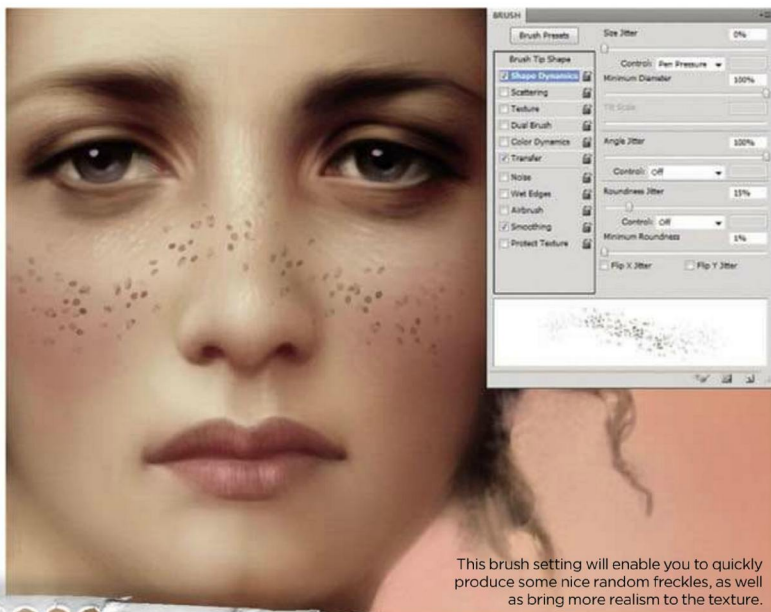 BRUSH
Brush Presets
Size Jitter 0%
Control: Pen Pressure
Brush Tip Shape
Shape Dynamics
Minimum Diameter 100%
Scattering
Texture
Tilt Scale
Dual Brush
Color Dynamics
Angle Jitter 100%
Transfer
Control: Off
Noise
Roundness Jitter 15%
Wet Edges
Airbrush
Control: Off
Smoothing
Minimum Roundness 1%
Protect Texture
Flip X Jitter Flip Y Jitter
This brush setting will enable you to quickly
produce some nice random freckles, as well
as bring more realism to the texture.